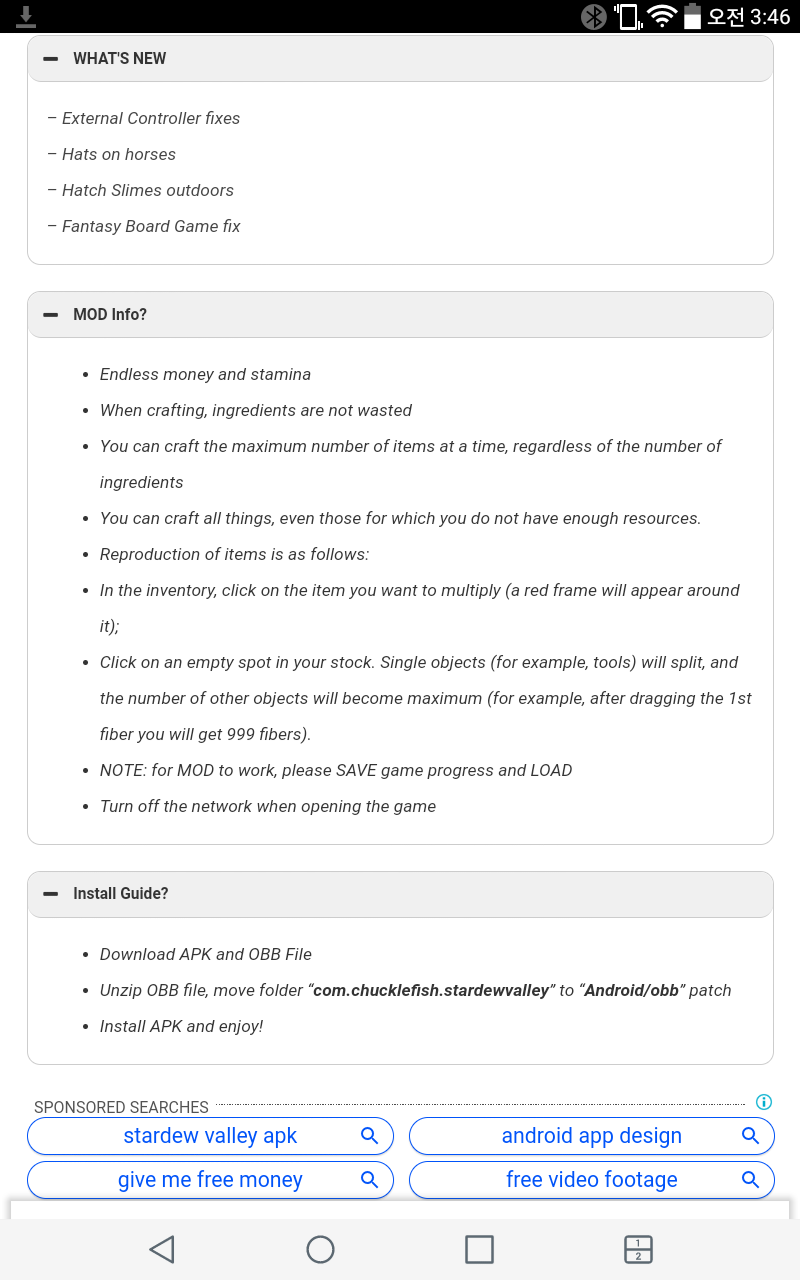 오전 3:46
WHAT'S NEW
– External Controller fixes
– Hats on horses
– Hatch Slimes outdoors
– Fantasy Board Game fix
MOD Info?
• Endless money and stamina
• When crafting, ingredients are not wasted
• You can craft the maximum number of items at a time, regardless of the number of
ingredients
• You can craft all things, even those for which you do not have enough resources.
• Reproduction of items is as follows:
• In the inventory, click on the item you want to multiply (a red frame will appear around
it);
• Click on an empty spot in your stock. Single objects (for example, tools) will split, and
the number of other objects will become maximum (for example, after dragging the 1st
fiber you will get 999 fibers).
• NOTE: for MOD to work, please SAVE game progress and LOAD
• Turn off the network when opening the game
Install Guide?
• Download APK and OBB File
• Unzip OBB file, move folder “com.chucklefish.stardewvalley” to “Android/obb” patch
• Install APK and enjoy!
SPONSORED SEARCHES
stardew valley apk
android app design
give me free money
free video footage
1
2